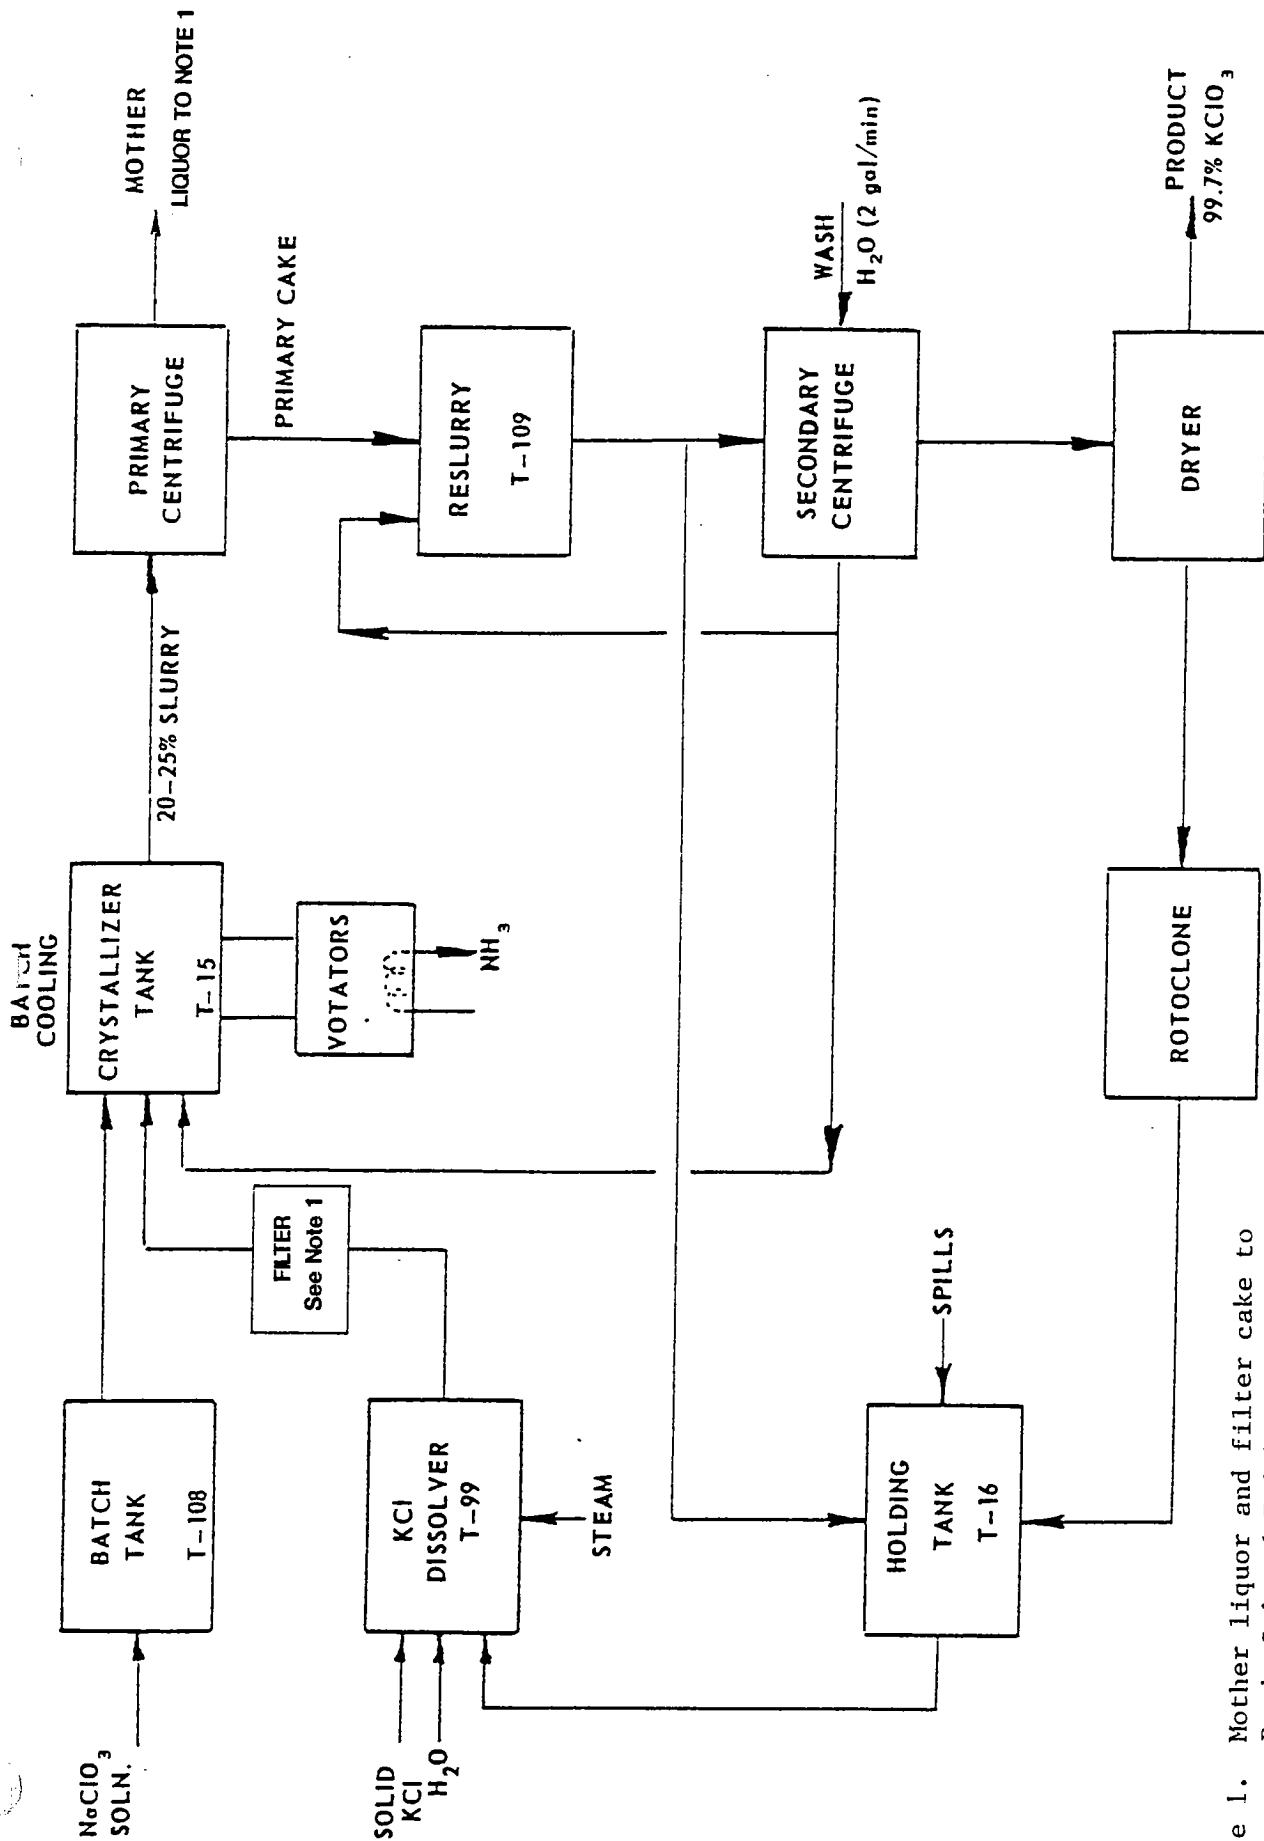 BATCH
COOLING
NaClO3
SOLN.
BATCH
TANK
T-108
CRYSTALLIZER
TANK
T-15
20-25% SLURRY
PRIMARY
CENTRIFUGE
MOTHER
LIQUOR TO NOTE 1
PRIMARY CAKE
VOTATORS
NH3
FILTER
See Note 1
SOLID
KCl
H2O
KCl
DISSOLVER
T-99
STEAM
RESLURRY
T-109
WASH
H2O (2 gal/min)
SECONDARY
CENTRIFUGE
SPILLS
HOLDING
TANK
T-16
ROTOCLONE
DRYER
PRODUCT
99.7% KClO3
e 1. Mother liquor and filter cake to